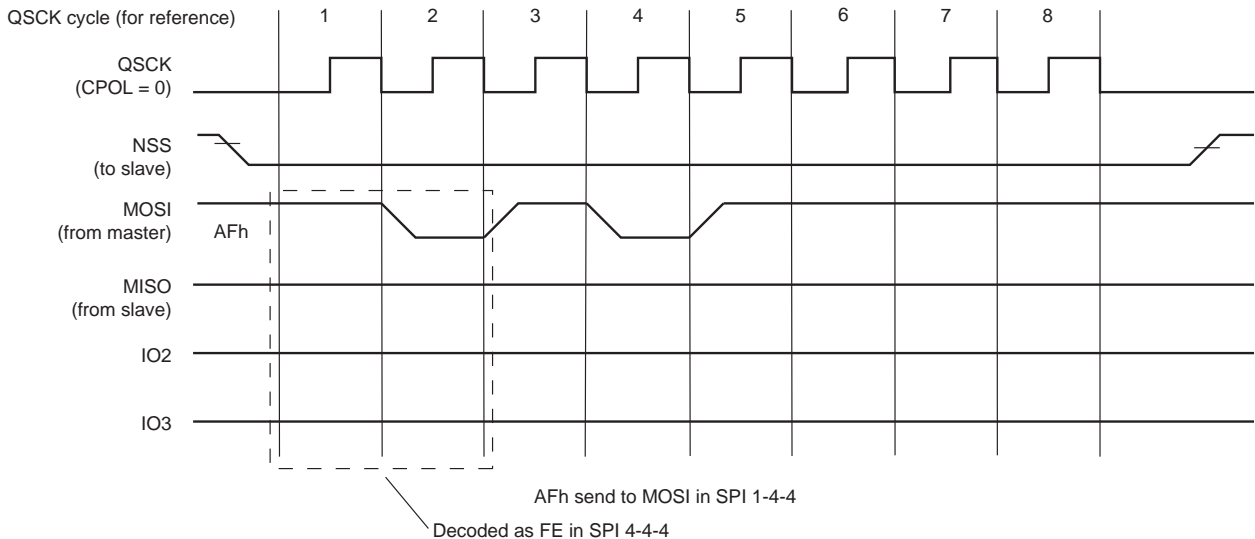 QSCK cycle (for reference) 1 2 3 4 5 6 7 8
QSCK
(CPOL = 0)
NSS
(to slave)
MOSI
(from master) AFh
MISO
(from slave)
IO2
IO3
AFh send to MOSI in SPI 1-4-4
Decoded as FE in SPI 4-4-4